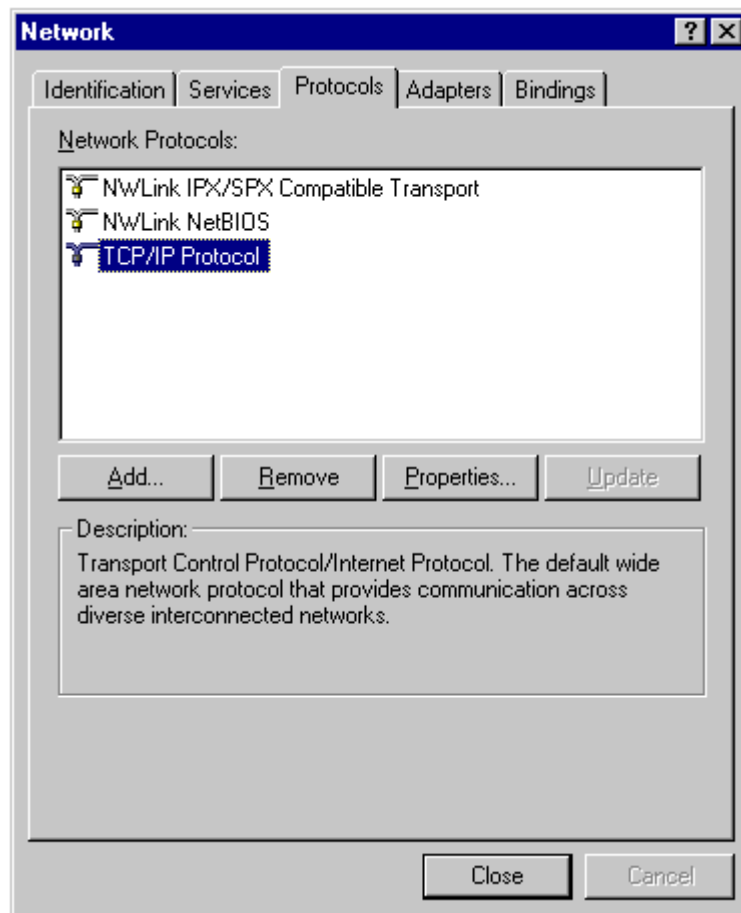 Network
Identification Services Protocols Adapters Bindings
Network Protocols:
NWLink IPX/SPX Compatible Transport
NWLink NetBIOS
TCP/IP Protocol
Add... Remove Properties... Update
Description:
Transport Control Protocol/Internet Protocol. The default wide
area network protocol that provides communication across
diverse interconnected networks.
Close Cancel